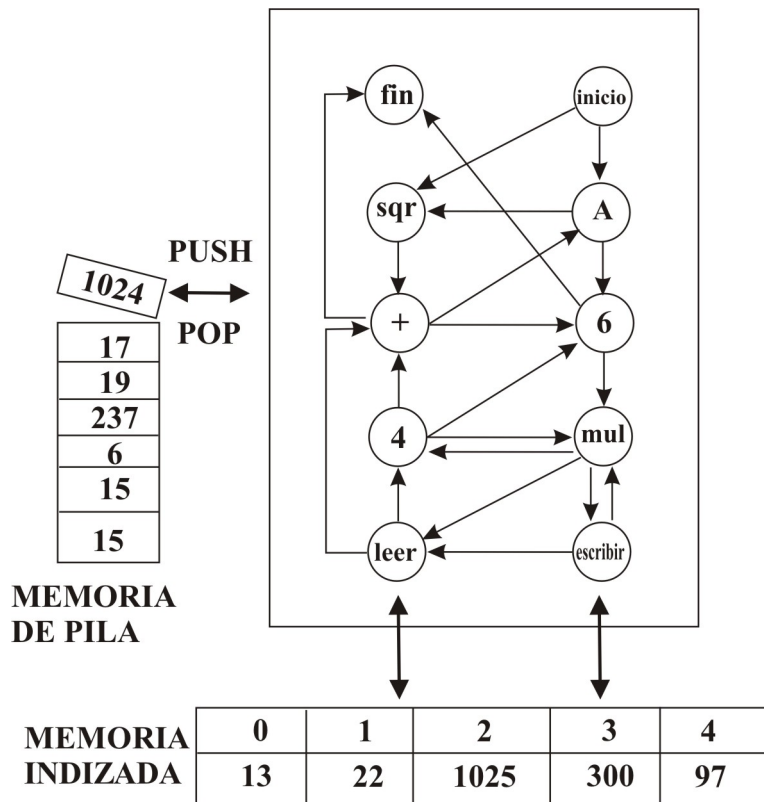 fin
inicio
sqr
A
PUSH
1024
POP
+
6
17
19
237
6
15
15
4
mul
leer
escribir
MEMORIA
DE PILA
MEMORIA
INDIZADA
0 1 2 3 4
13 22 1025 300 97